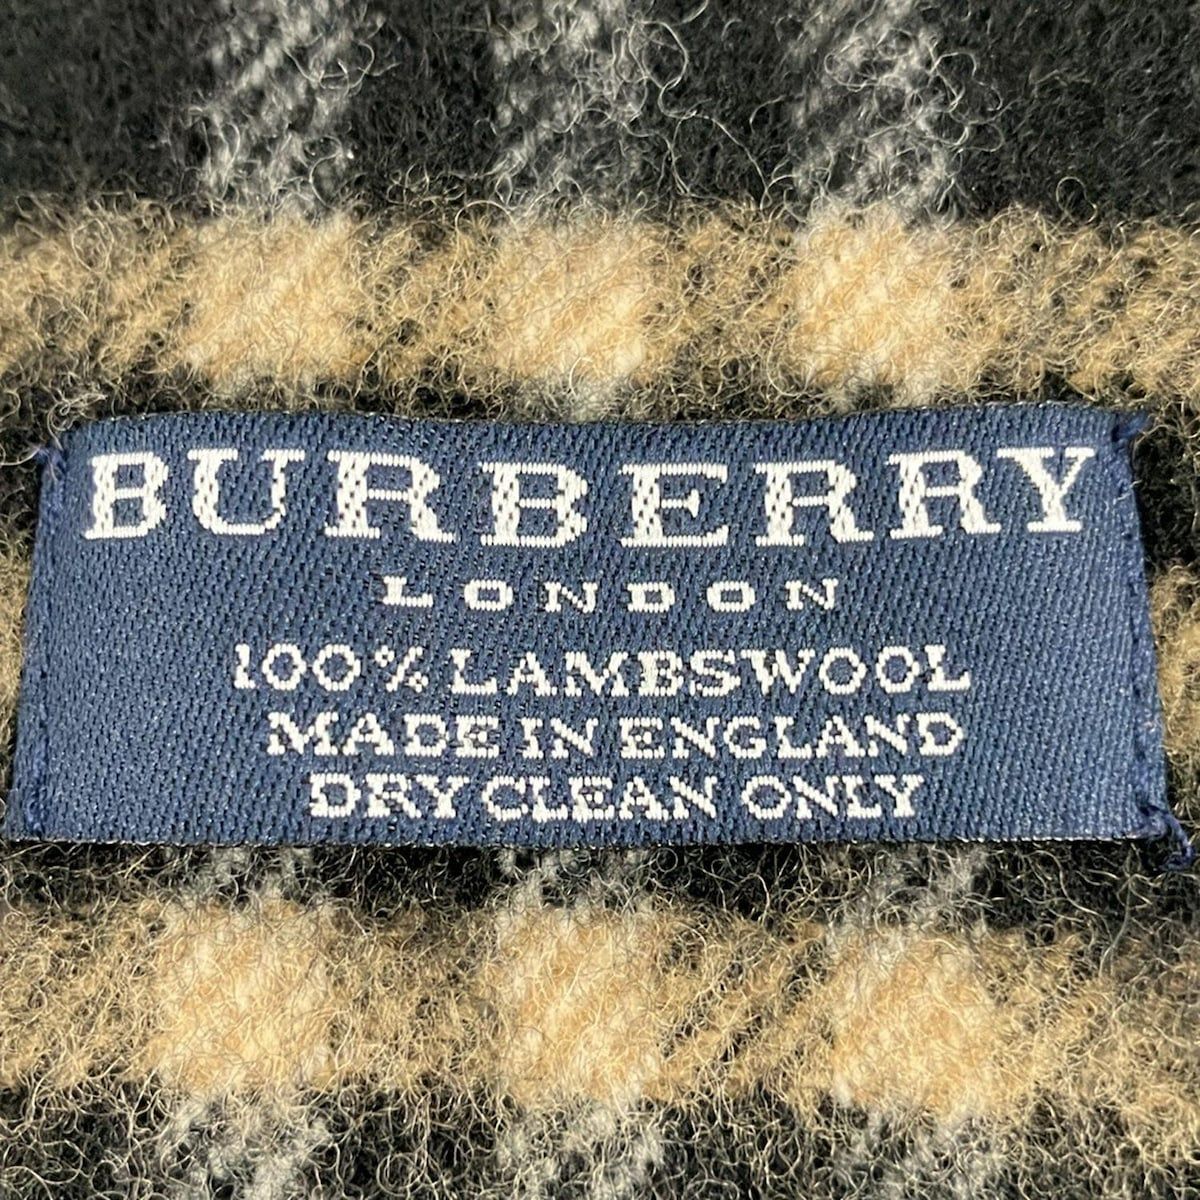 BURBERRY
LONDON
100% LAMBSWOOL
MADE IN ENGLAND
DRY CLEAN ONLY